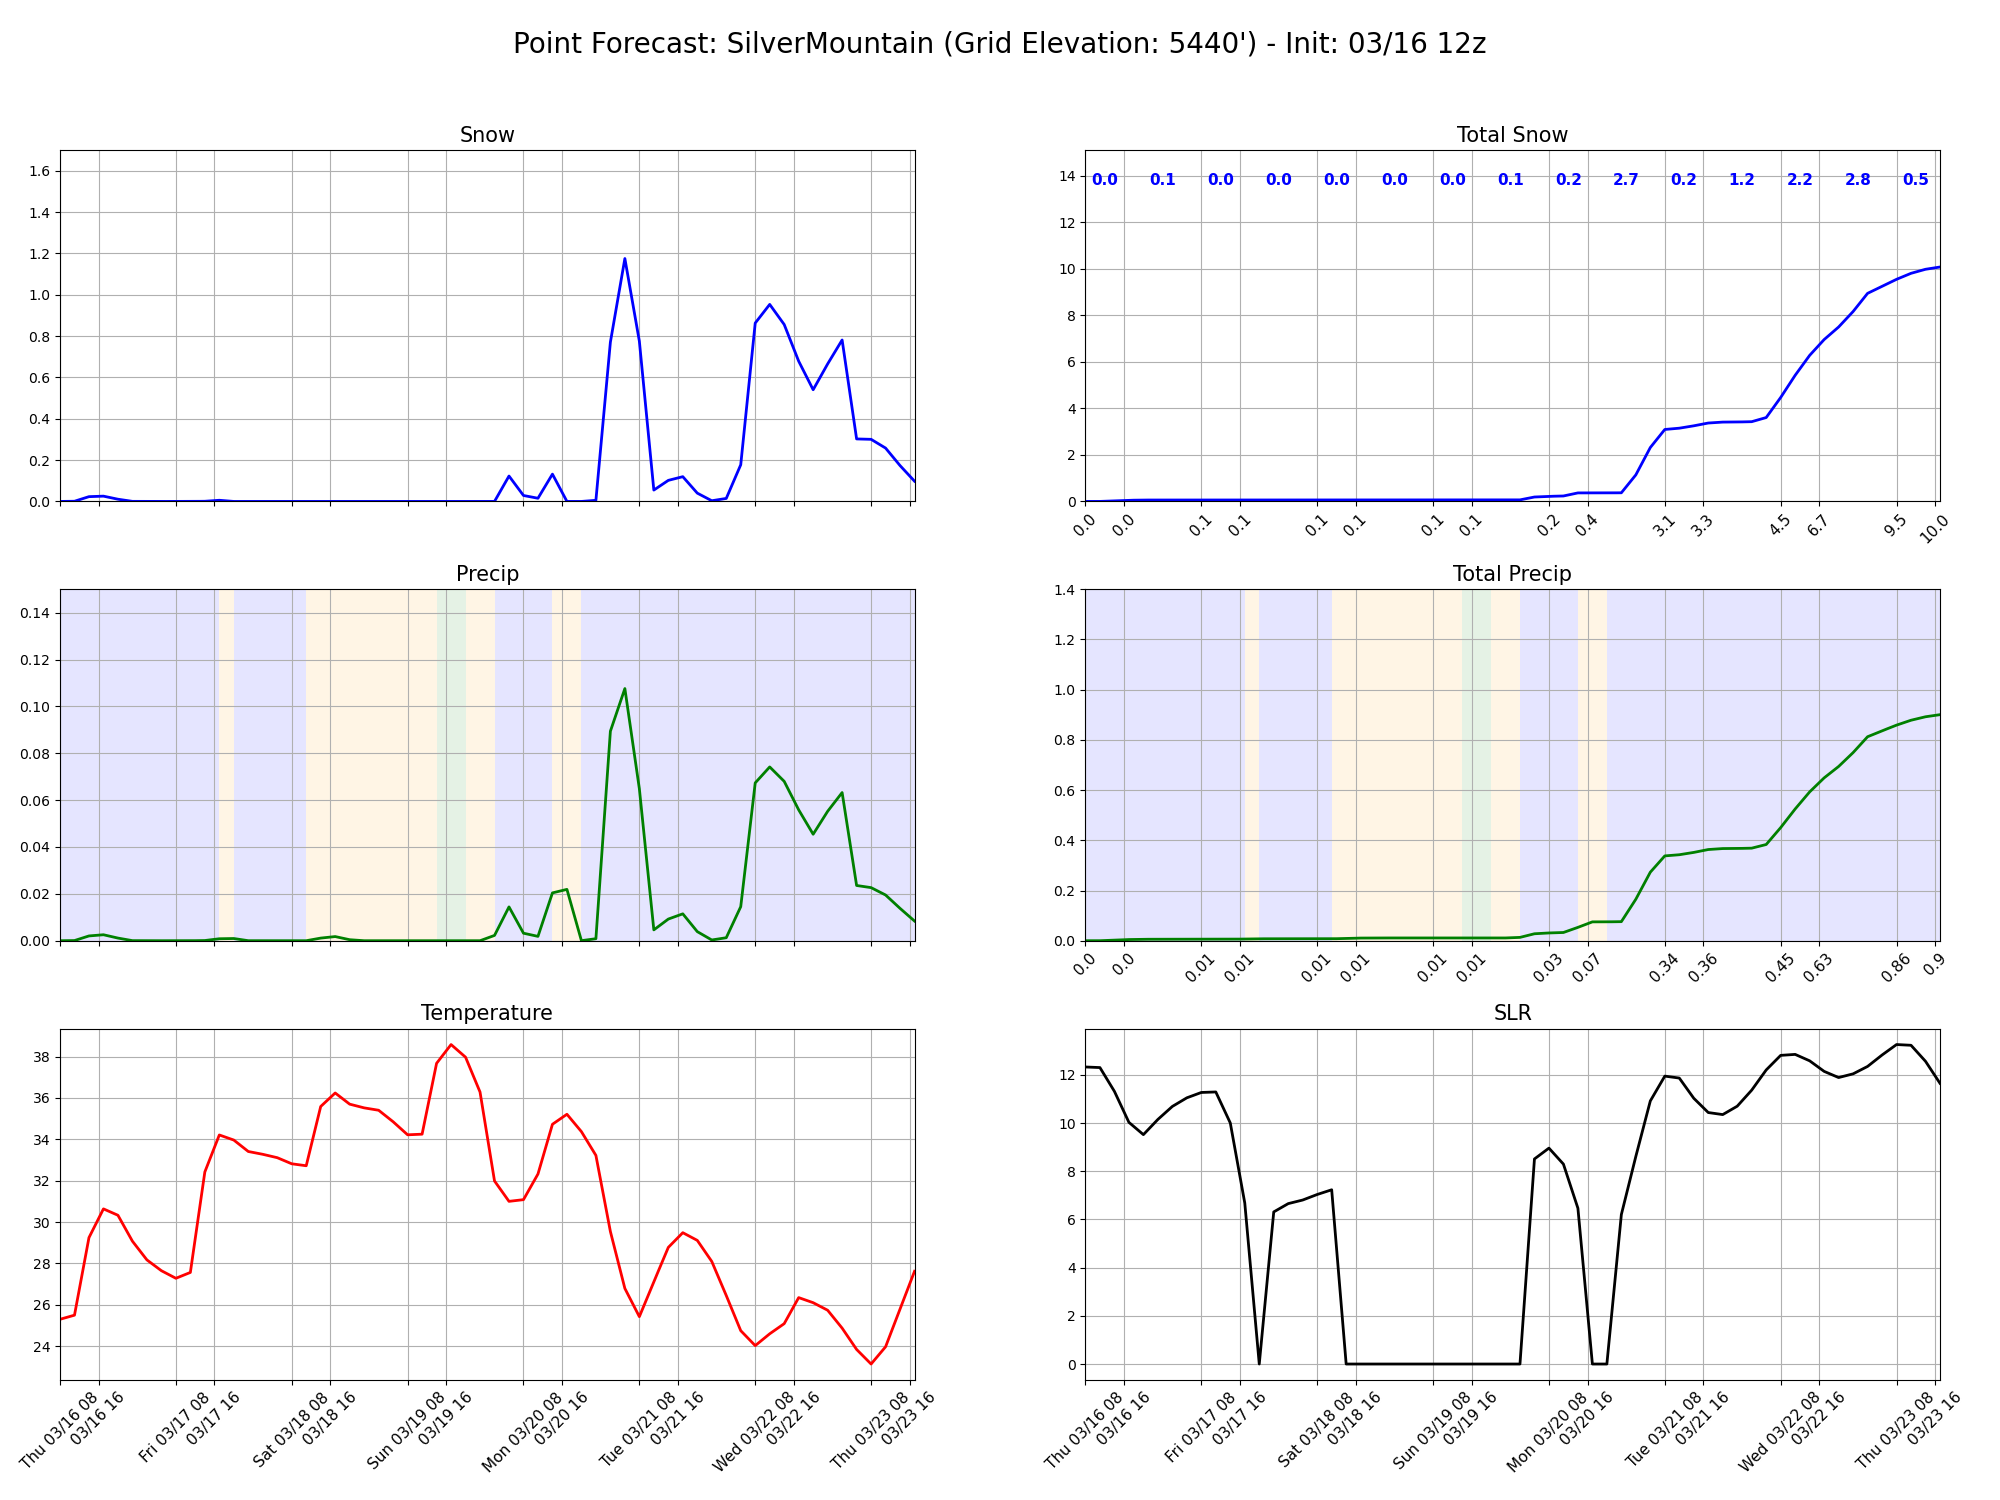 Point Forecast: SilverMountain (Grid Elevation: 5440') - Init: 03/16 12z
Snow
1.6
1.4
1.2
1.0
0.8
0.6
0.4
0.2
0.0
Total Snow
0.0 0.1 0.0 0.0 0.0 0.0 0.0 0.1 0.2 2.7 0.2 1.2 2.2 2.8 0.5
14
12
10
8
6
4
2
0
0.0 0.0 0.1 0.1 0.1 0.1 0.1 0.1 0.2 0.4 3.1 3.3 4.5 6.7 9.5 10.0
Precip
0.14
0.12
0.10
0.08
0.06
0.04
0.02
0.00
Total Precip
1.4
1.2
1.0
0.8
0.6
0.4
0.2
0.0
0.0 0.0 0.01 0.01 0.01 0.01 0.01 0.01 0.03 0.07 0.34 0.36 0.45 0.63 0.86 0.9
Temperature
38
36
34
32
30
28
26
24
Thu 03/16 08
03/16 16
Fri 03/17 08
03/17 16
Sat 03/18 08
03/18 16
Sun 03/19 08
03/19 16
Mon 03/20 08
03/20 16
Tue 03/21 08
03/21 16
Wed 03/22 08
03/22 16
Thu 03/23 08
03/23 16
SLR
12
10
8
6
4
2
0
Thu 03/16 08
03/16 16
Fri 03/17 08
03/17 16
Sat 03/18 08
03/18 16
Sun 03/19 08
03/19 16
Mon 03/20 08
03/20 16
Tue 03/21 08
03/21 16
Wed 03/22 08
03/22 16
Thu 03/23 08
03/23 16